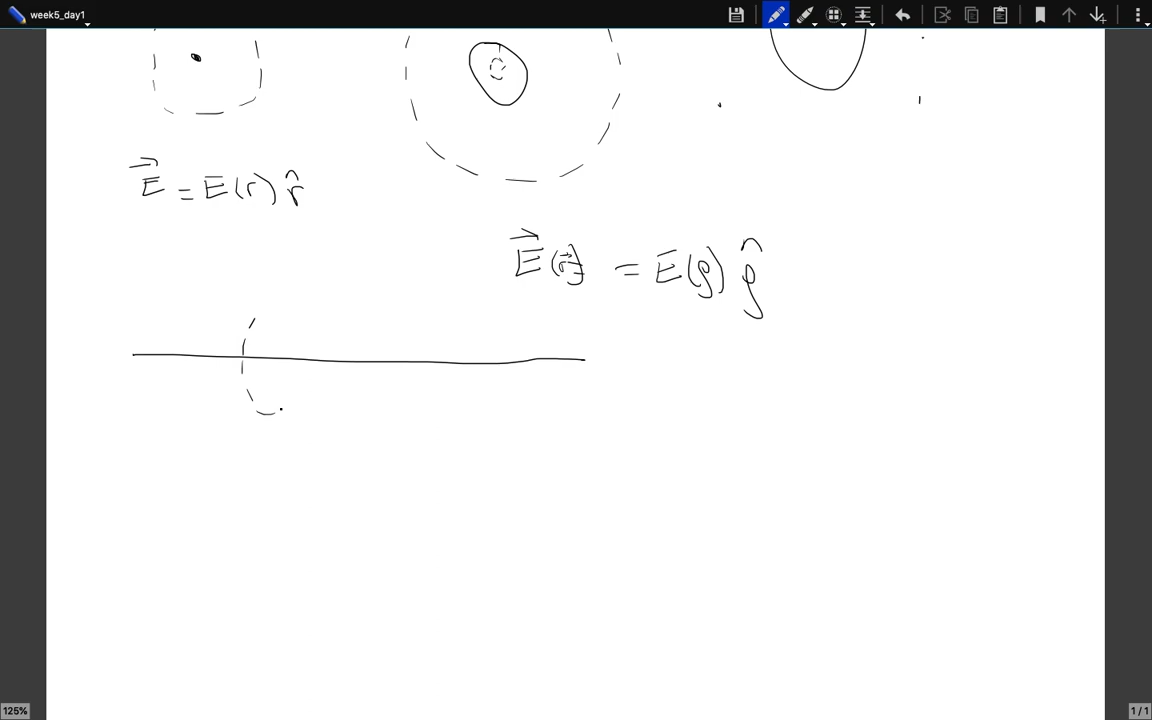 week5_day1
E⃗ = E(r) r̂
E⃗(r⃗) = E(ρ) ρ̂
125%
1 / 1